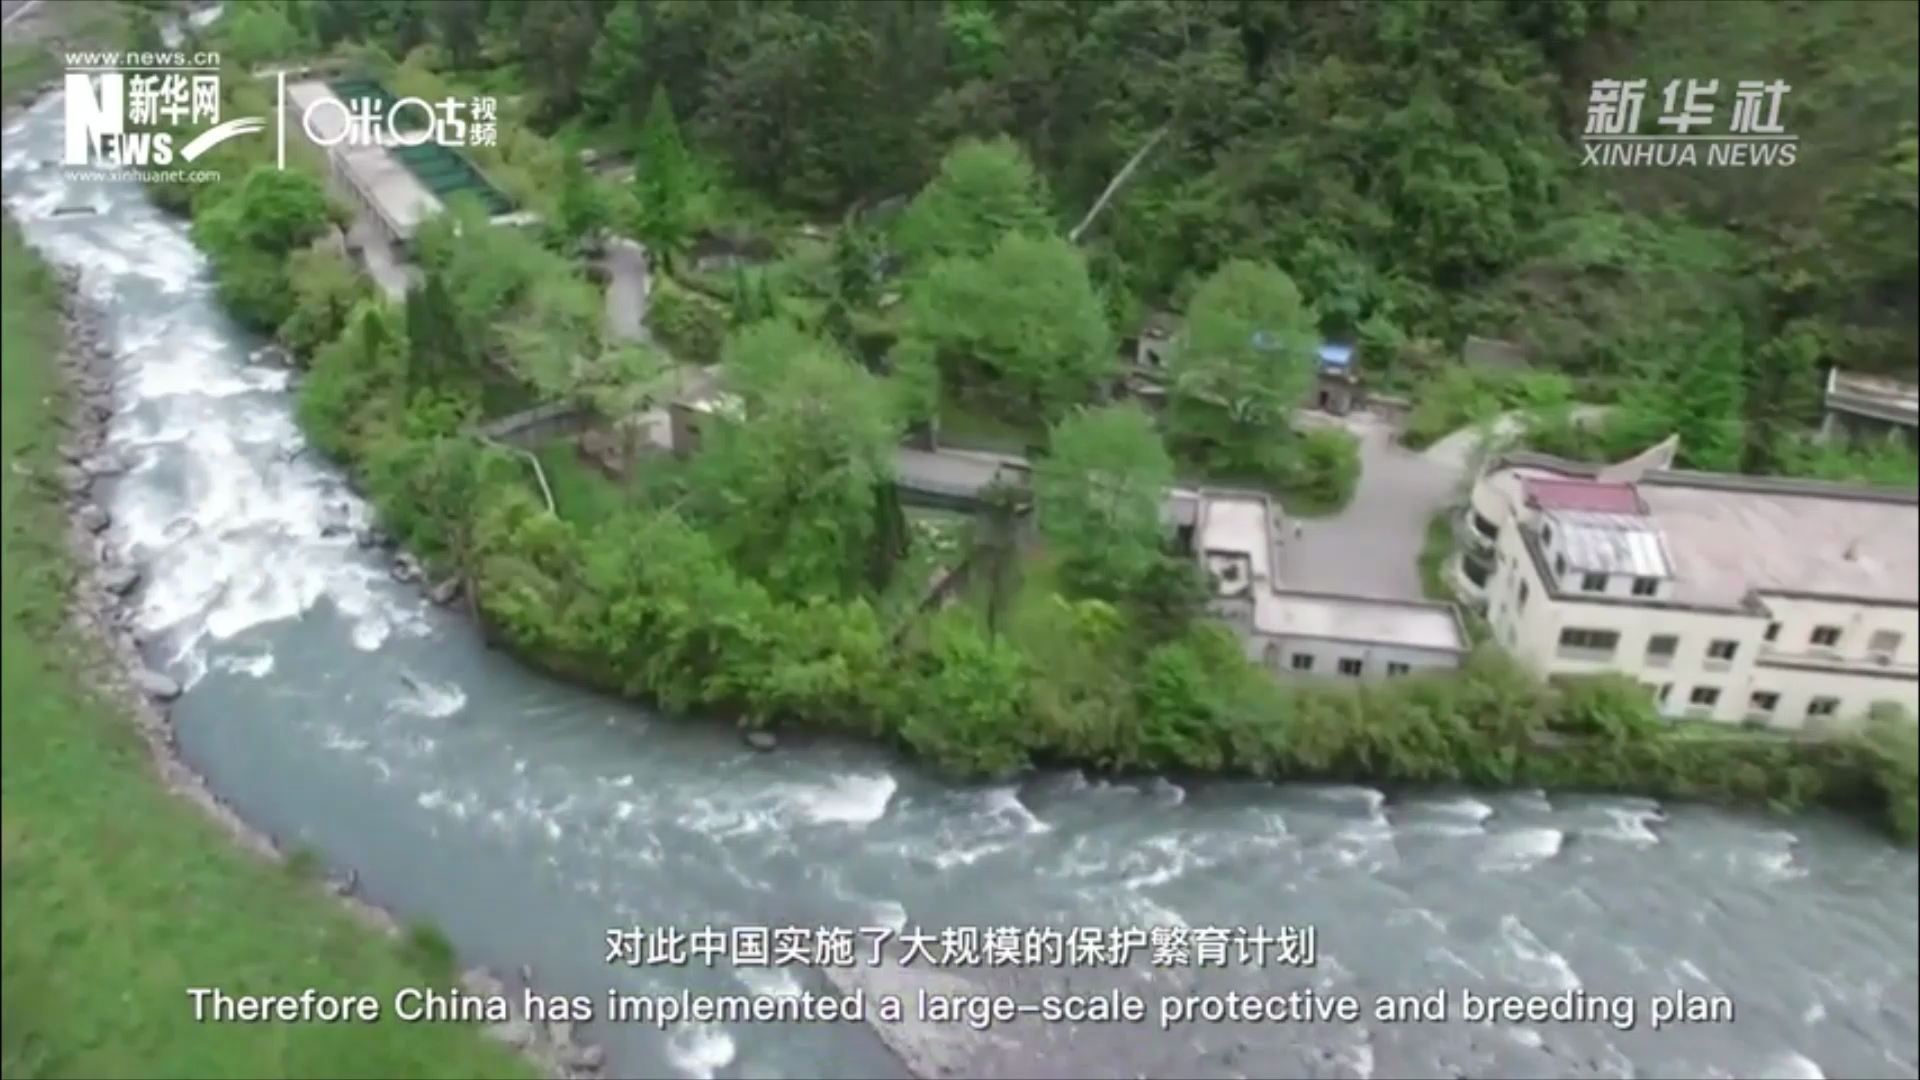 www.news.cn
新华网
NEWS
www.xinhuanet.com
咪咕视频
新华社
XINHUA NEWS
对此中国实施了大规模的保护繁育计划
Therefore China has implemented a large-scale protective and breeding plan